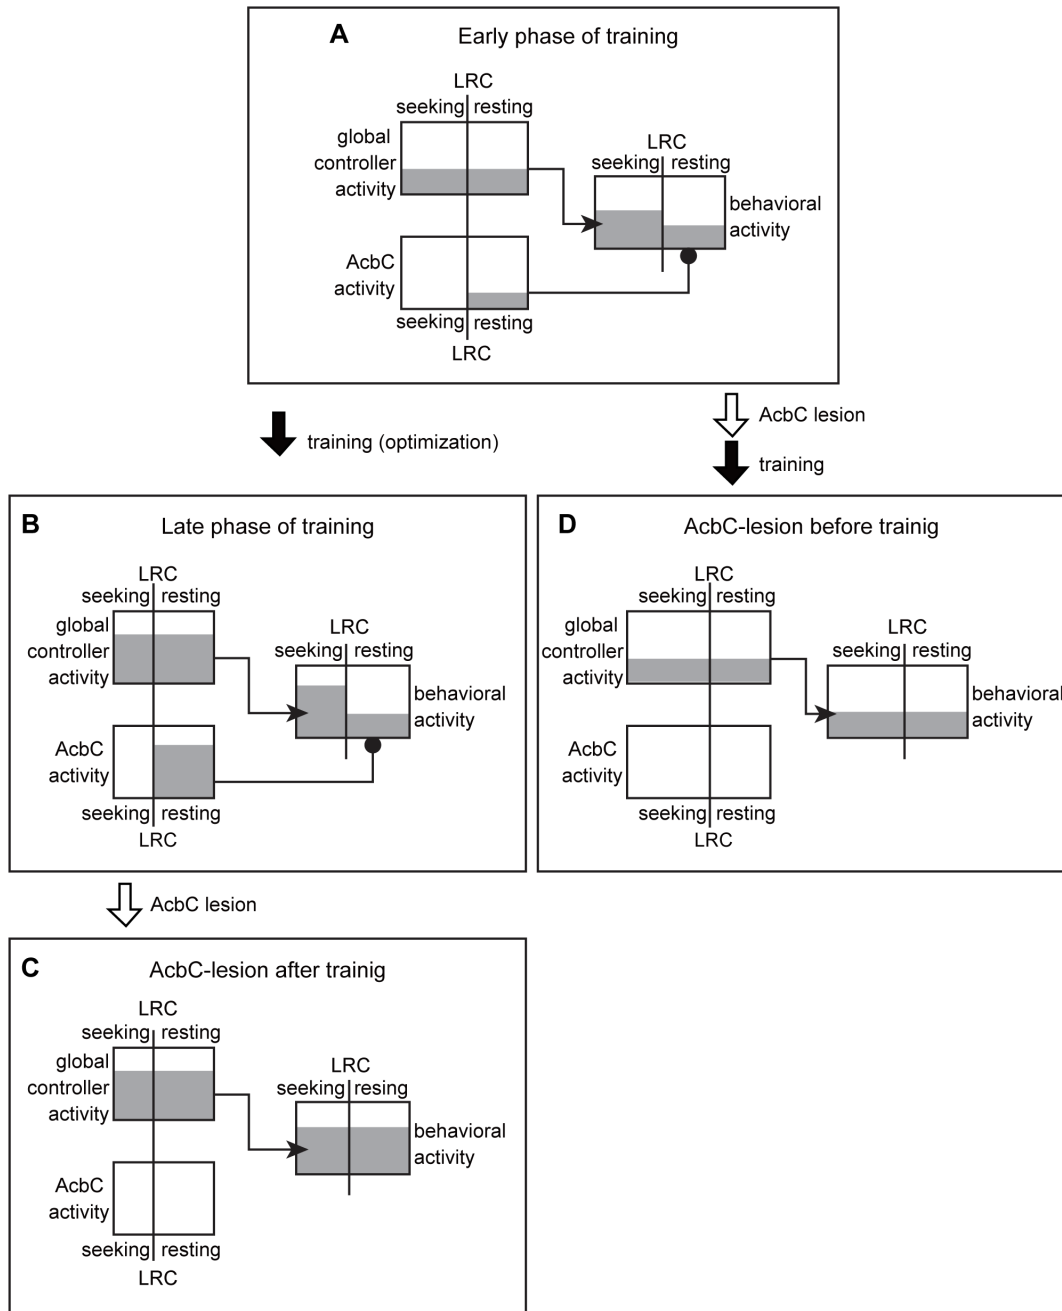 A
Early phase of training
LRC
seeking resting
global
controller
activity
LRC
seeking resting
behavioral
activity
AcbC
activity
seeking resting
LRC
training (optimization)
AcbC lesion
training
B
Late phase of training
LRC
seeking resting
global
controller
activity
LRC
seeking resting
behavioral
activity
AcbC
activity
seeking resting
LRC
D
AcbC-lesion before trainig
LRC
seeking resting
global
controller
activity
LRC
seeking resting
behavioral
activity
AcbC
activity
seeking resting
LRC
AcbC lesion
C
AcbC-lesion after trainig
LRC
seeking resting
global
controller
activity
LRC
seeking resing
behavioral
activity
AcbC
activity
seeking resting
LRC